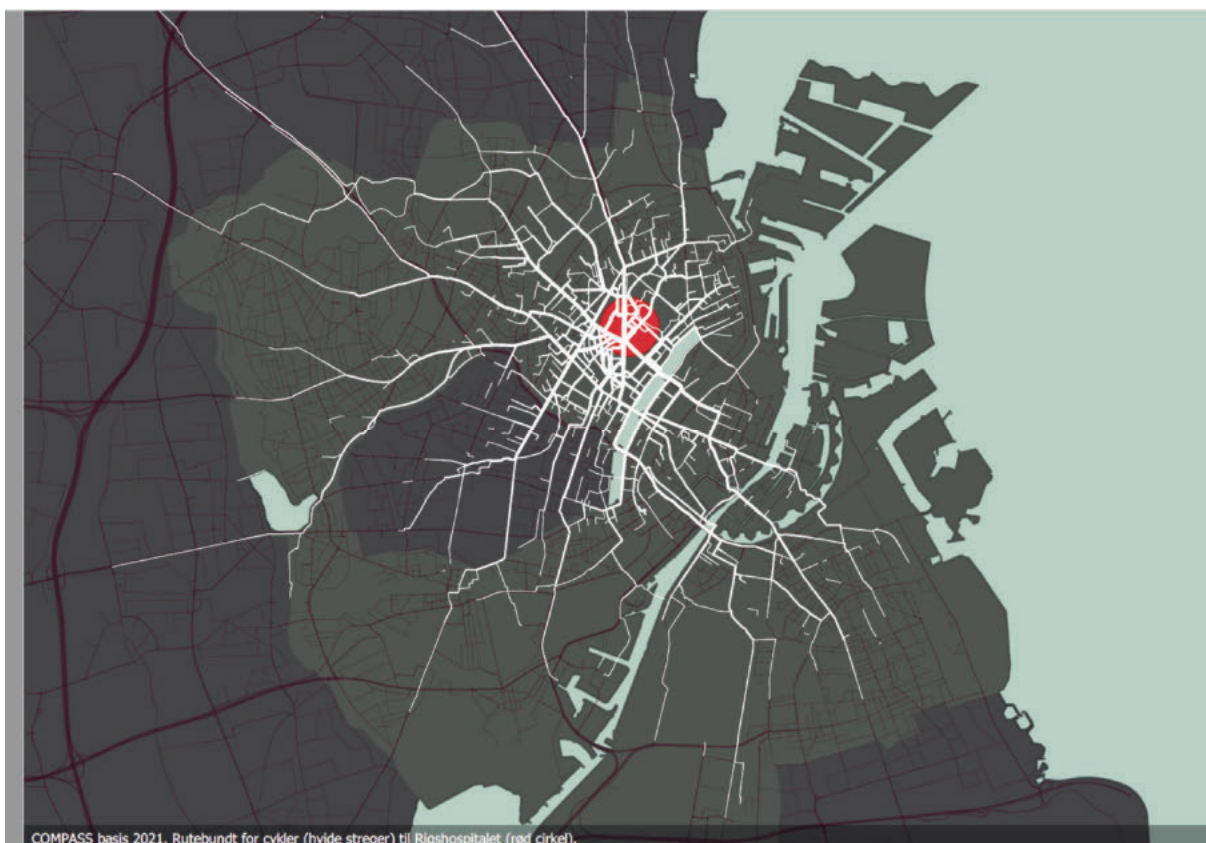 COMPASS basis 2021. Rutebundt for cykler (hvide streger) til Rigshospitalet (rød cirkel).